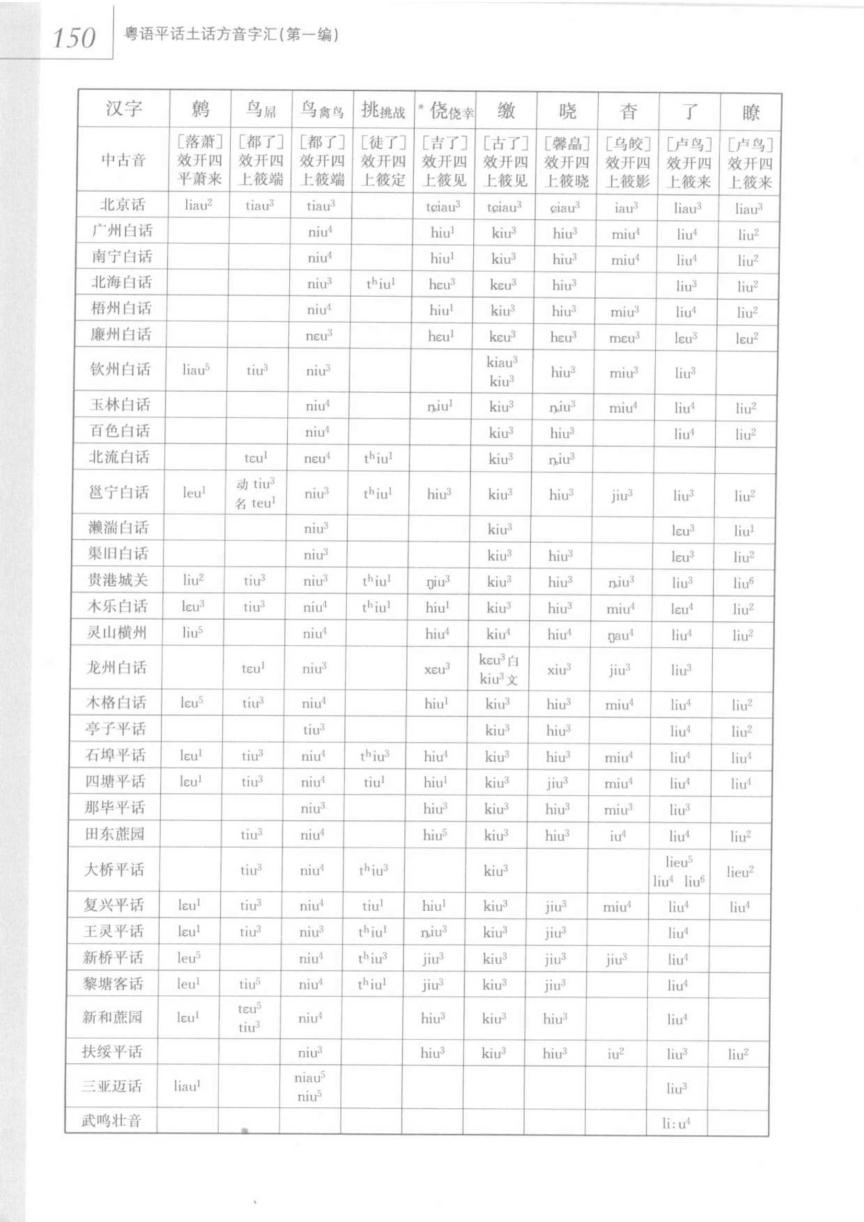 150 粤语平话土话方音字汇(第一编)
汉字 鹩 鸟屌 鸟禽鸟 挑挑战 *侥侥幸 缴 晓 杳 了 瞭
中古音 [落萧]效开四平萧来 [都了]效开四上筱端 [都了]效开四上筱端 [徒了]效开四上筱定 [吉了]效开四上筱见 [古了]效开四上筱见 [馨皛]效开四上筱晓 [乌皎]效开四上筱影 [卢鸟]效开四上筱来 [卢鸟]效开四上筱来
北京话 liau² tiau³ tiau³ tɕiau³ tɕiau³ ɕiau³ iau³ liau³ liau³
广州白话 niu⁴ hiu¹ kiu³ hiu³ miu⁴ liu⁴ liu²
南宁白话 niu⁴ hiu¹ kiu³ hiu³ miu⁴ liu⁴ liu²
北海白话 niu³ tʰiu¹ hɛu³ kɛu³ hiu³ liu³ liu²
梧州白话 niu⁴ hiu¹ kiu³ hiu³ miu³ liu⁴ liu²
廉州白话 nɛu³ hɛu¹ kɛu³ hɛu³ mɛu³ lɛu³ lɛu²
钦州白话 liau⁵ tiu³ niu³ kiau³ kiu³ hiu³ miu³ liu³
玉林白话 niu⁴ ȵiu¹ kiu³ ȵiu³ miu⁴ liu⁴ liu²
百色白话 niu⁴ kiu³ hiu³ liu⁴ liu²
北流白话 tɛu¹ nɛu⁴ tʰiu¹ kiu³ ȵiu³
邕宁白话 leu¹ 动 tiu³ 名 teu¹ niu³ tʰiu¹ hiu³ kiu³ hiu³ jiu³ liu³ liu²
濑湍白话 niu³ kiu³ lɛu³ liu¹
渠旧白话 niu³ kiu³ hiu³ lɛu³ liu²
贵港城关 liu² tiu³ niu³ tʰiu¹ ŋiu³ kiu³ hiu³ ȵiu³ liu³ liu⁶
木乐白话 lɛu³ tiu³ niu⁴ tʰiu¹ hiu¹ kiu³ hiu³ miu⁴ lɛu⁴ liu²
灵山横州 liu⁵ niu⁴ hiu⁴ kiu⁴ hiu⁴ ŋau⁴ liu⁴ liu²
龙州白话 tɛu¹ niu³ xɛu³ kɛu³白 kiu³文 xiu³ jiu³ liu³
木格白话 lɛu⁵ tiu³ niu⁴ hiu¹ kiu³ hiu³ miu⁴ liu⁴ liu²
亭子平话 tiu³ kiu³ hiu³ liu⁴ liu²
石埠平话 lɛu¹ tiu³ niu⁴ tʰiu³ hiu⁴ kiu³ hiu³ miu⁴ liu⁴ liu⁴
四塘平话 lɛu¹ tiu³ niu⁴ tiu¹ hiu¹ kiu³ jiu³ miu⁴ liu⁴ liu⁴
那毕平话 niu³ hiu³ kiu³ hiu³ miu³ liu³
田东蔗园 tiu³ niu⁴ hiu⁵ kiu³ hiu³ iu⁴ liu⁴ liu²
大桥平话 tiu³ niu⁴ tʰiu³ kiu³ lieu⁵ liu⁴ liu⁶ lieu²
复兴平话 lɛu¹ tiu³ niu⁴ tiu¹ hiu¹ kiu³ jiu³ miu⁴ liu⁴ liu⁴
王灵平话 lɛu¹ tiu³ niu³ tʰiu¹ ȵiu³ kiu³ jiu³ liu⁴
新桥平话 leu⁵ niu⁴ tʰiu³ jiu³ kiu³ jiu³ jiu³ liu⁴
黎塘客话 leu¹ tiu⁵ niu⁴ tʰiu¹ jiu³ kiu³ jiu³ liu⁴
新和蔗园 lɛu¹ tɛu⁵ tiu³ niu⁴ hiu³ kiu³ hiu³ liu⁴
扶绥平话 niu³ hiu³ kiu³ hiu³ iu² liu³ liu²
三亚迈话 liau¹ niau⁵ niu⁵ liu³
武鸣壮音 li:u⁴